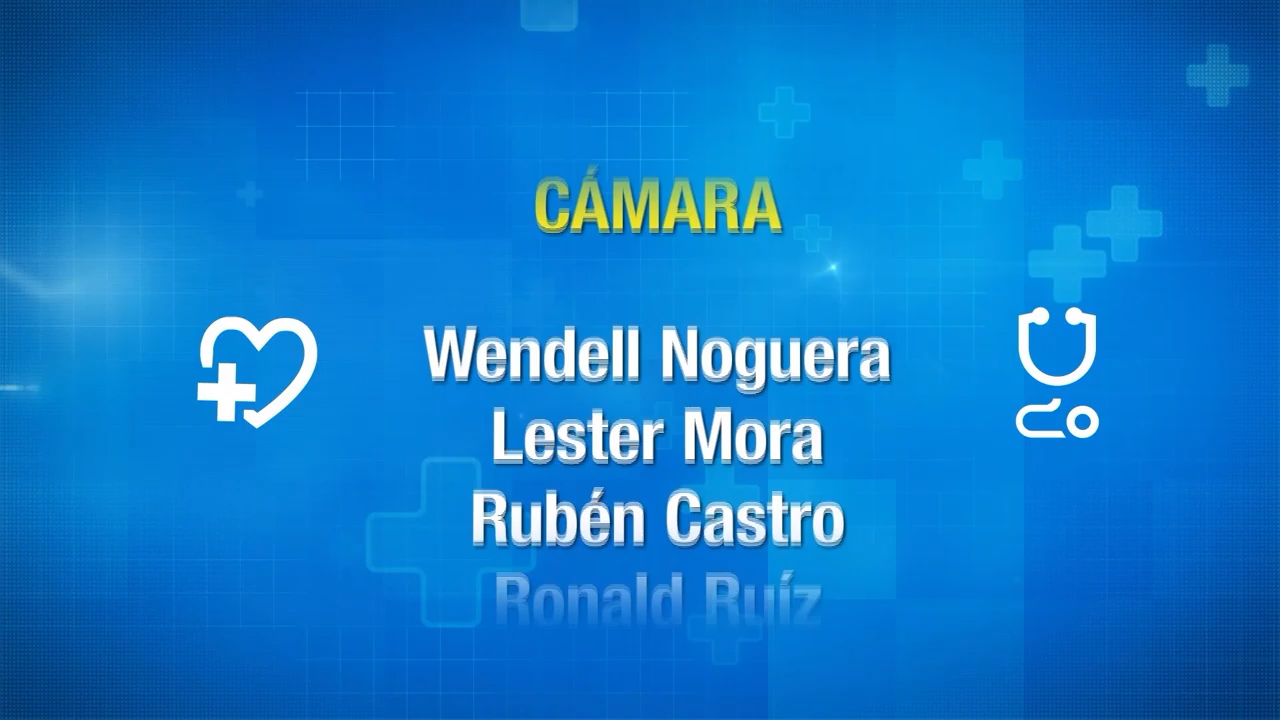 CÁMARA
Wendell Noguera
Lester Mora
Rubén Castro
Ronald Ruíz